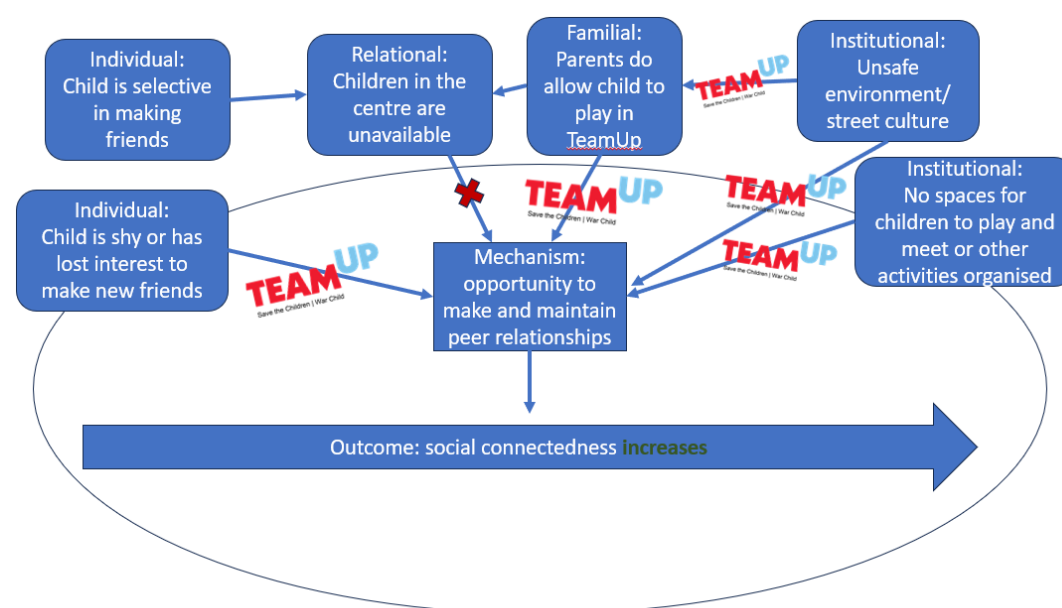 Individual:
Child is selective
in making
friends
Relational:
Children in the
centre are
unavailable
Familial:
Parents do
allow child to
play in
TeamUp
TEAMUP
Save the Children | War Child
Institutional:
Unsafe
environment/
street culture
Individual:
Child is shy or has
lost interest to
make new friends
TEAMUP
Save the Children | War Child
TEAMUP
Save the Children | War Child
TEAMUP
Save the Children | War Child
TEAMUP
Save the Children | War Child
Institutional:
No spaces for
children to play and
meet or other
activities organised
Mechanism:
opportunity to
make and maintain
peer relationships
Outcome: social connectedness increases